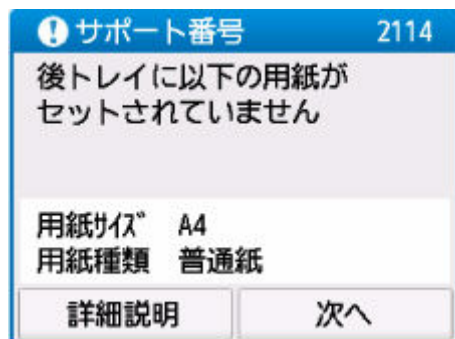 サポート番号 2114
後トレイに以下の用紙が
セットされていません
用紙ｻｲｽﾞ A4
用紙種類 普通紙
詳細説明 次へ